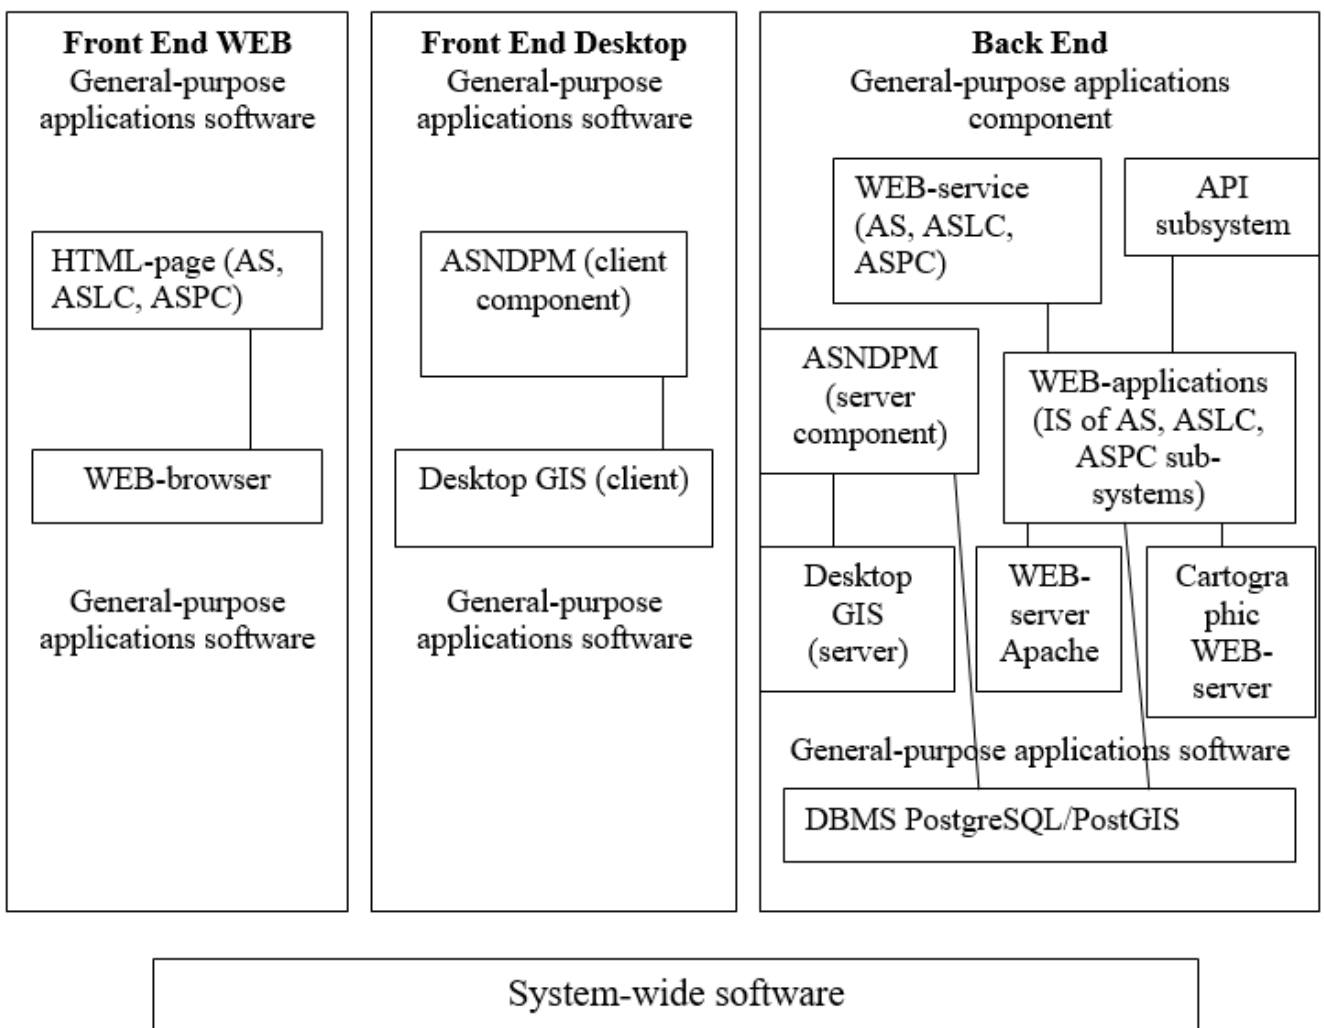 Front End WEB
General-purpose
applications software
HTML-page (AS,
ASLC, ASPC)
WEB-browser
General-purpose
applications software
Front End Desktop
General-purpose
applications software
ASNDPM (client
component)
Desktop GIS (client)
General-purpose
applications software
Back End
General-purpose applications
component
WEB-service
(AS, ASLC,
ASPC)
API
subsystem
ASNDPM
(server
component)
WEB-applications
(IS of AS, ASLC,
ASPC sub-
systems)
Desktop
GIS
(server)
WEB-
server
Apache
Cartogra
phic
WEB-
server
General-purpose applications software
DBMS PostgreSQL/PostGIS
System-wide software